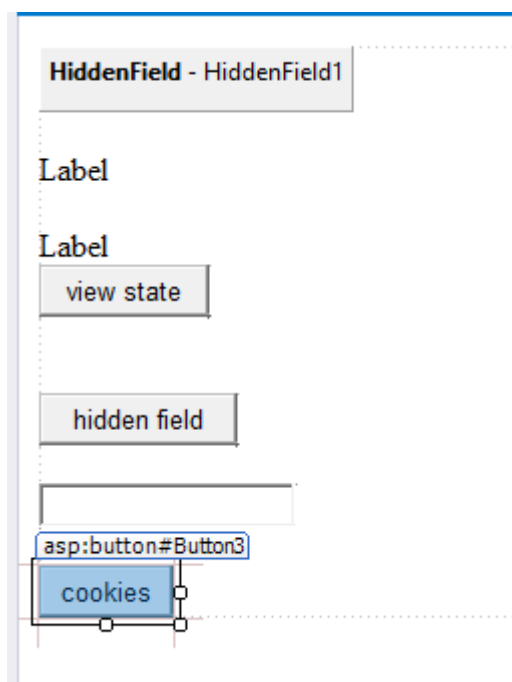 HiddenField - HiddenField1
Label
Label
view state
hidden field
asp:button#Button3
cookies